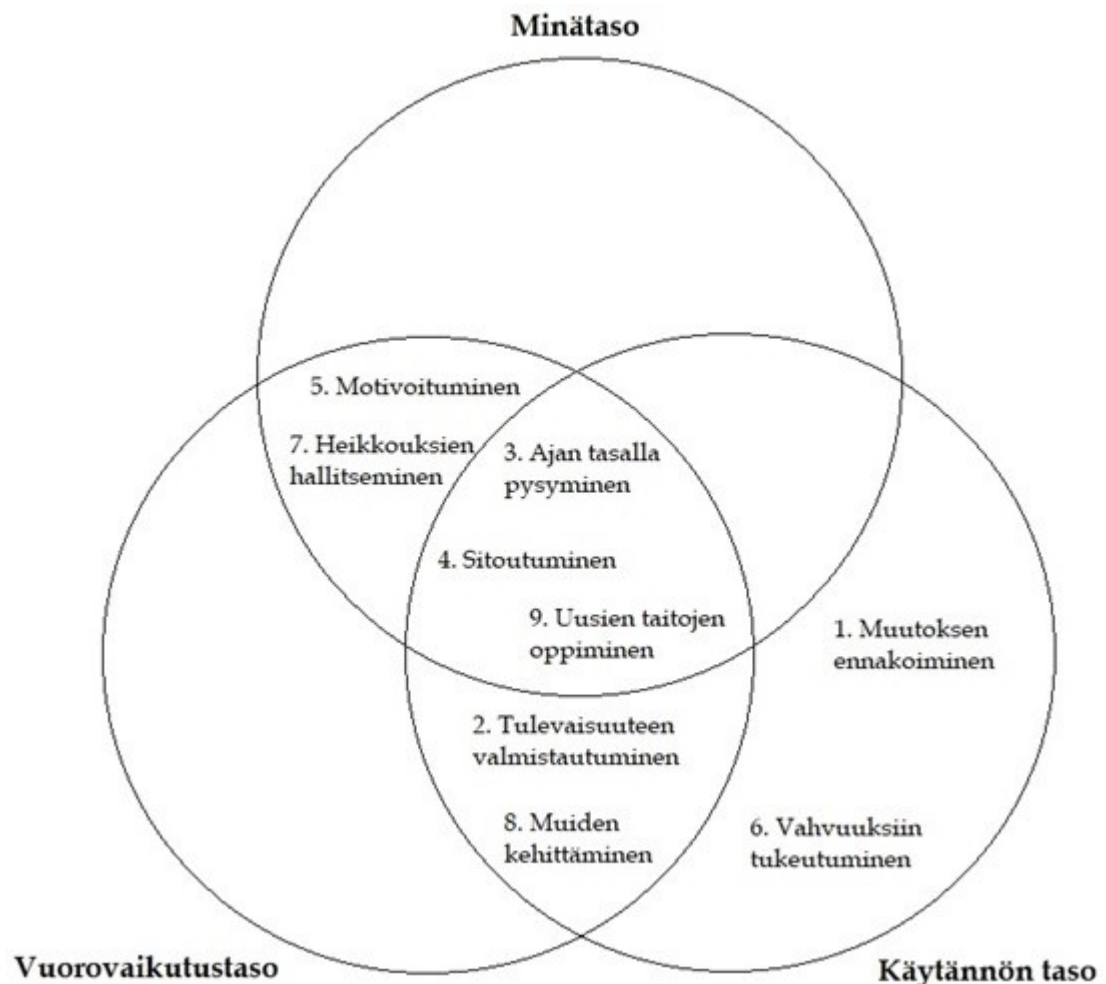 Minätaso
5. Motivoituminen
7. Heikkouksien
hallitseminen
3. Ajan tasalla
pysyminen
4. Sitoutuminen
9. Uusien taitojen
oppiminen
1. Muutoksen
ennakoiminen
2. Tulevaisuuteen
valmistautuminen
8. Muiden
kehittäminen
6. Vahvuuksiin
tukeutuminen
Vuorovaikutustaso
Käytännön taso